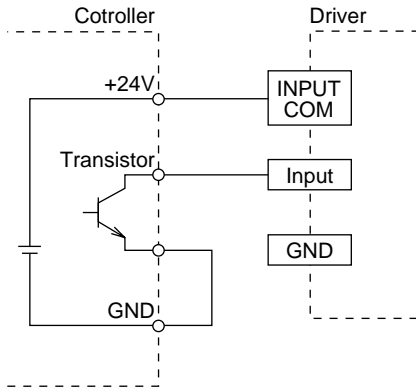 Cotroller
Driver
+24V
INPUT
COM
Transistor
Input
GND
GND